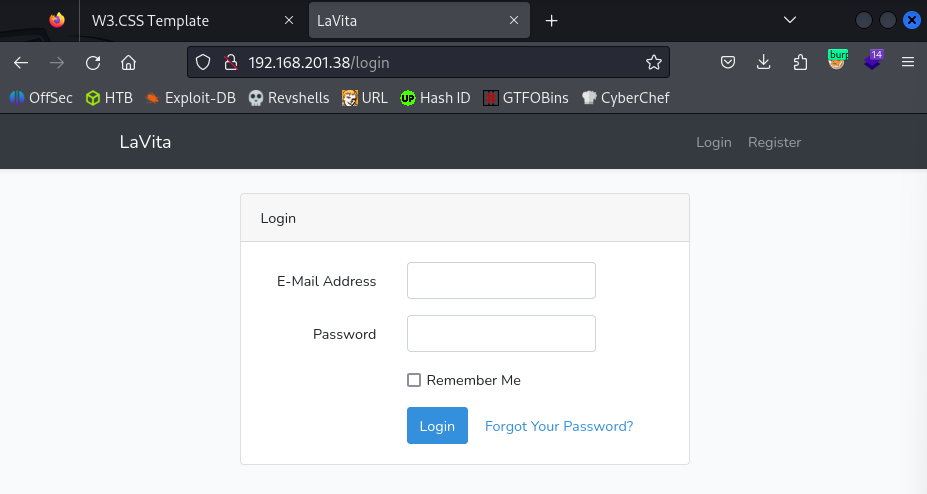 W3.CSS Template
LaVita
192.168.201.38/login
14
OffSec HTB Exploit-DB Revshells URL Hash ID GTFOBins CyberChef
LaVita Login Register
Login
E-Mail Address
Password
Remember Me
Login Forgot Your Password?